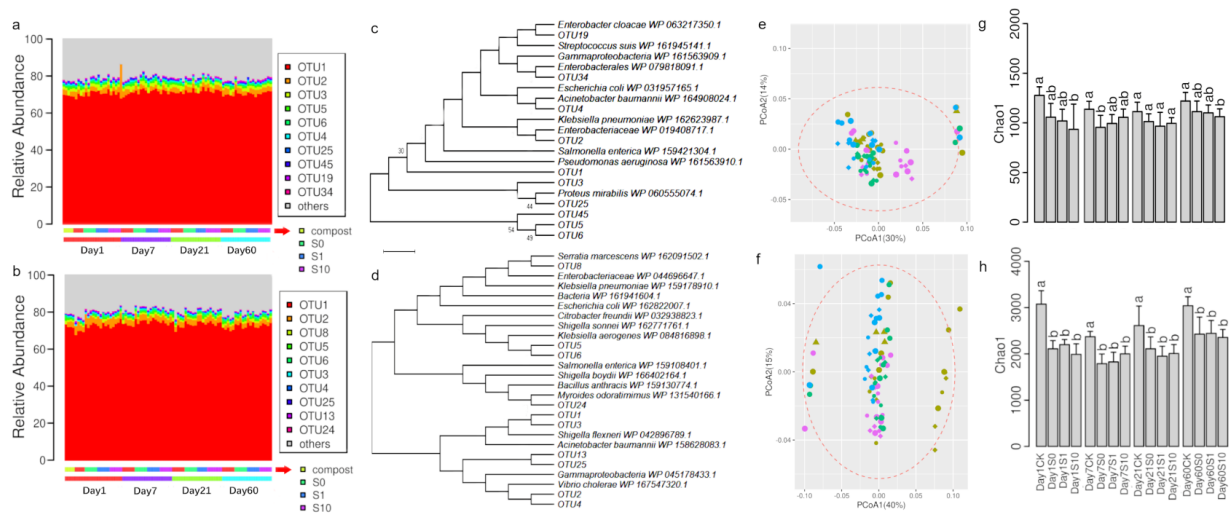 a
Relative Abundance
100
80
60
40
20
0
OTU1
OTU2
OTU3
OTU5
OTU6
OTU4
OTU25
OTU45
OTU19
OTU34
others
compost
S0
S1
S10
Day1
Day7
Day21
Day60
b
Relative Abundance
100
80
60
40
20
0
OTU1
OTU2
OTU8
OTU5
OTU6
OTU3
OTU4
OTU25
OTU13
OTU24
others
compost
S0
S1
S10
Day1
Day7
Day21
Day60
c
Enterobacter cloacae WP 063217350.1
OTU19
Streptococcus suis WP 161945141.1
Gammaproteobacteria WP 161563909.1
Enterobacterales WP 079818091.1
OTU34
Escherichia coli WP 031957165.1
Acinetobacter baumannii WP 164908024.1
OTU4
Klebsiella pneumoniae WP 162623987.1
Enterobacteriaceae WP 019408717.1
OTU2
Salmonella enterica WP 159421304.1
Pseudomonas aeruginosa WP 161563910.1
OTU1
OTU3
Proteus mirabilis WP 060555074.1
OTU25
OTU45
OTU5
OTU6
30
44
54
49
d
Serratia marcescens WP 162091502.1
OTU8
Enterobacteriaceae WP 044696647.1
Klebsiella pneumoniae WP 159178910.1
Bacteria WP 161941604.1
Escherichia coli WP 162822007.1
Citrobacter freundii WP 032938823.1
Shigella sonnei WP 162771761.1
Klebsiella aerogenes WP 084816898.1
OTU5
OTU6
Salmonella enterica WP 159108401.1
Shigella boydii WP 166402164.1
Bacillus anthracis WP 159130774.1
Myroides odoratimimus WP 131540166.1
OTU24
OTU1
OTU3
Shigella flexneri WP 042896789.1
Acinetobacter baumannii WP 158628083.1
OTU13
OTU25
Gammaproteobacteria WP 045178433.1
Vibrio cholerae WP 167547320.1
OTU2
OTU4
e
PCoA2(14%)
0.10
0.05
0.00
-0.05
-0.05
0.00
0.05
0.10
PCoA1(30%)
f
PCoA2(15%)
0.04
0.00
-0.04
-0.10
-0.05
0.00
0.05
0.10
PCoA1(40%)
g
Chao1
2000
1500
1000
500
0
a
ab
ab
b
a
b
ab
ab
a
ab
ab
ab
a
ab
ab
b
h
Chao1
4000
3000
2000
1000
0
a
b
b
b
a
b
b
b
a
b
b
b
a
b
b
b
Day1CK
Day1S0
Day1S1
Day1S10
Day7CK
Day7S0
Day7S1
Day7S10
Day21CK
Day21S0
Day21S1
Day21S10
Day60CK
Day60S0
Day60S1
Day60S10